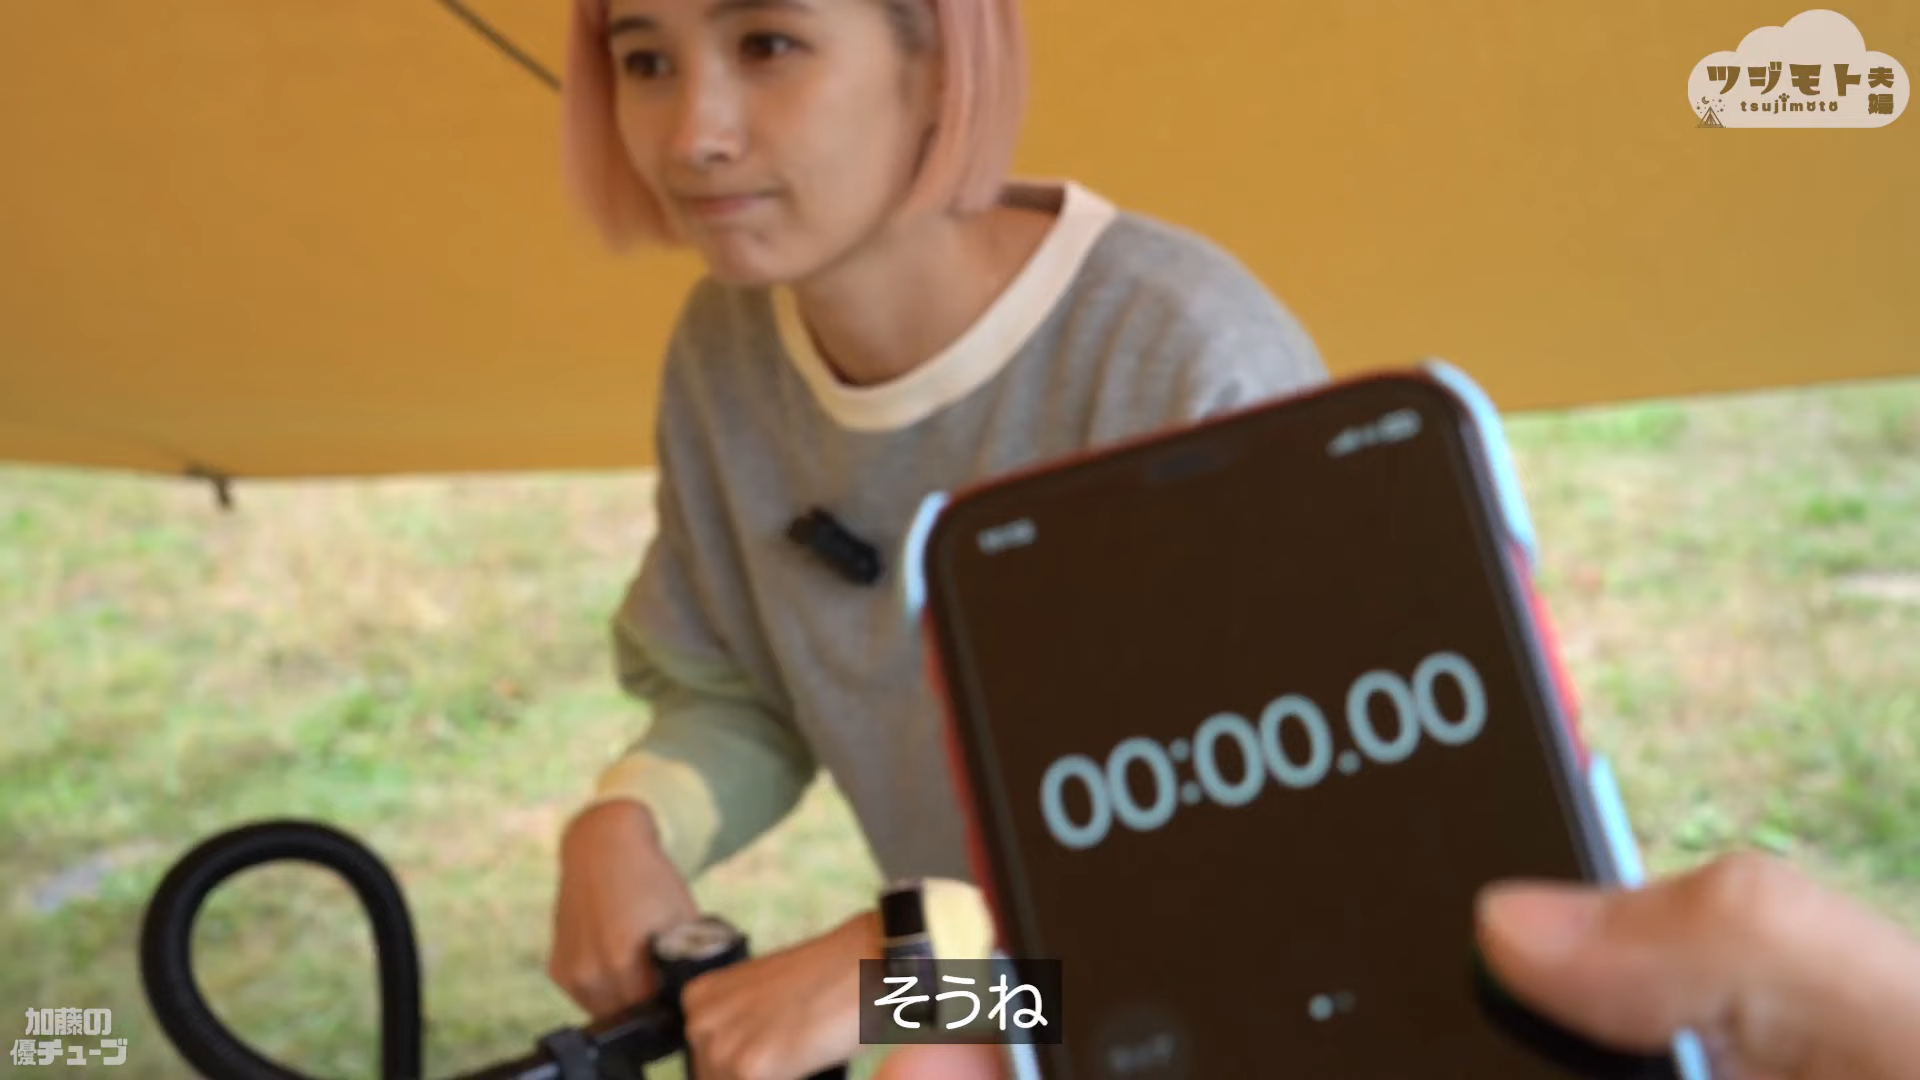 ツジモト夫婦
tsujimoto
00:00.00
そうね
加藤の
優チューブ